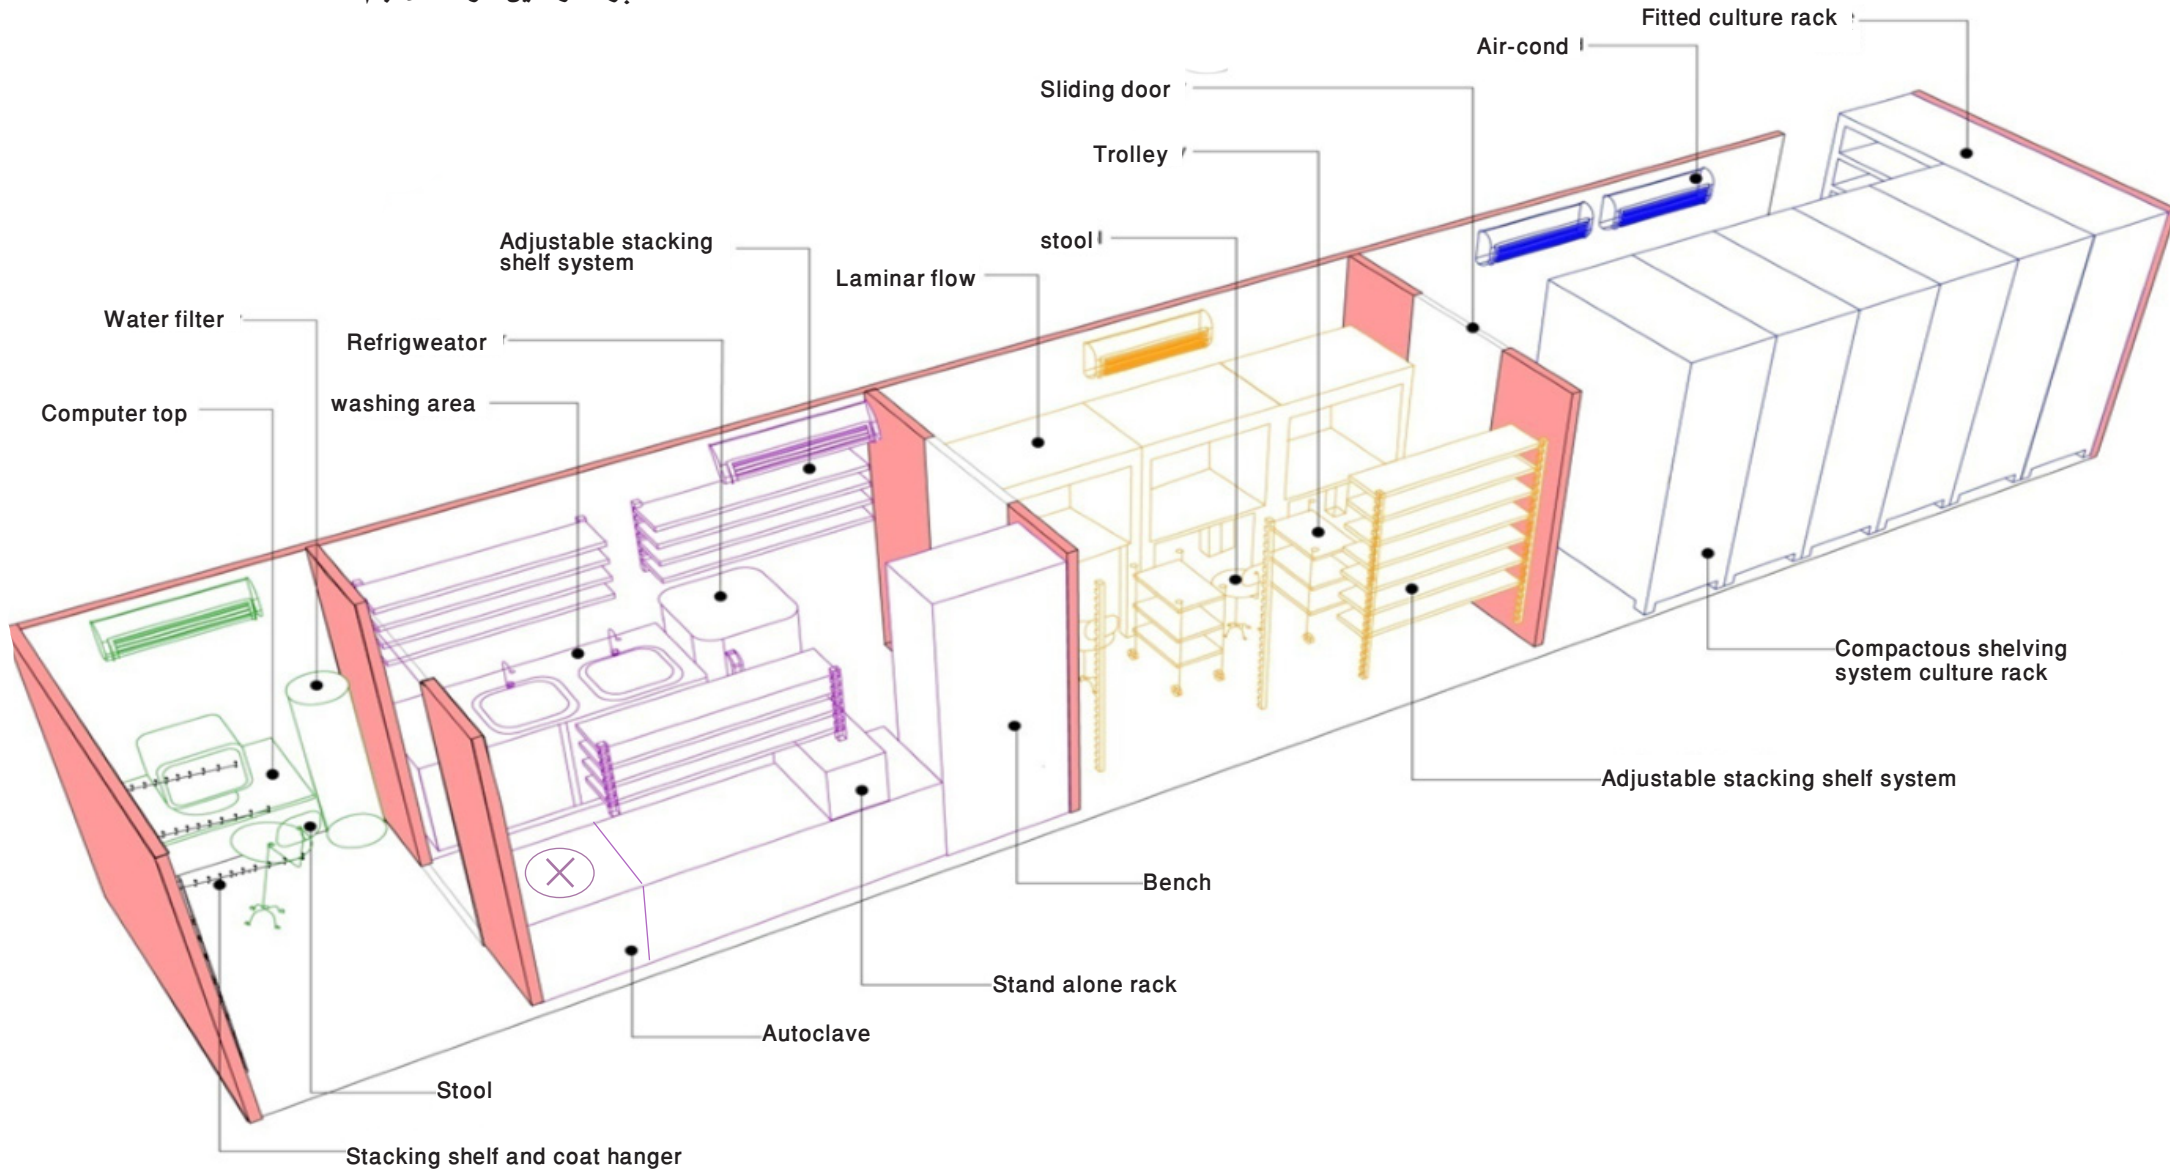 Fitted culture rack
Air-cond
Sliding door
Trolley
stool
Adjustable stacking
shelf system
Laminar flow
Water filter
Refrigweator
washing area
Computer top
Compactous shelving
system culture rack
Adjustable stacking shelf system
Bench
Stand alone rack
Autoclave
Stool
Stacking shelf and coat hanger